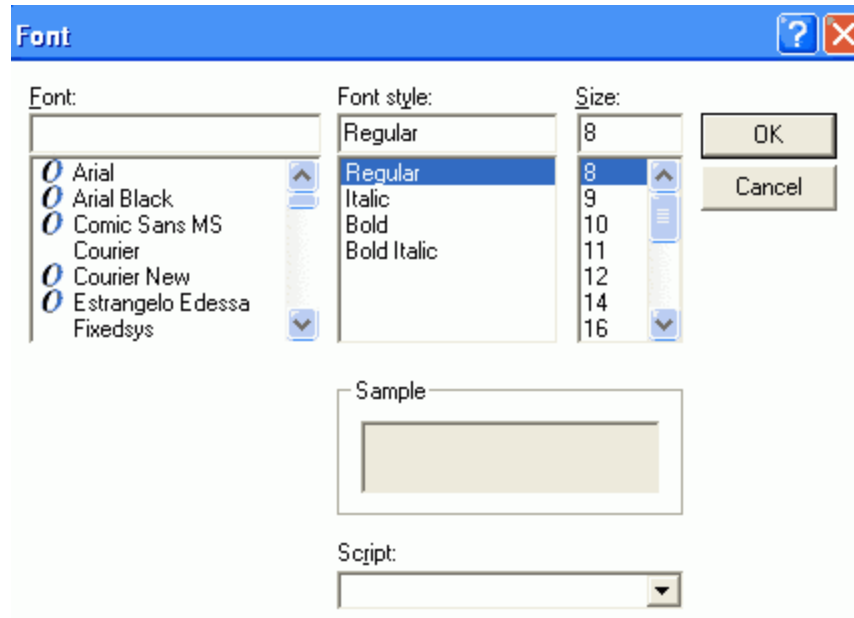 Font
Font:
Font style:
Size:
Regular
8
OK
Cancel
Arial
Arial Black
Comic Sans MS
Courier
Courier New
Estrangelo Edessa
Fixedsys
Regular
Italic
Bold
Bold Italic
8
9
10
11
12
14
16
Sample
Script: